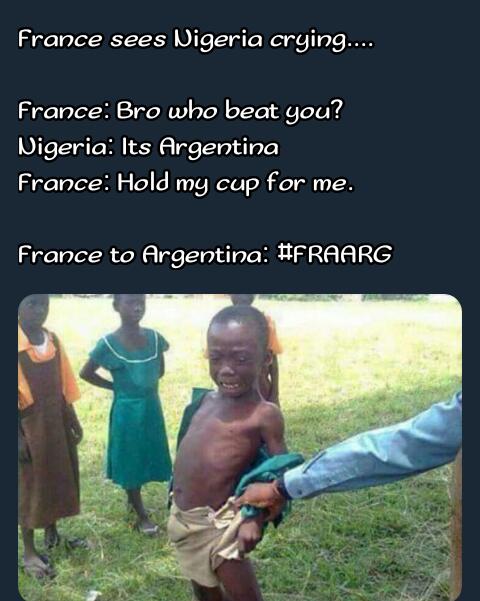 France sees Nigeria crying....
France: Bro who beat you?
Nigeria: Its Argentina
France: Hold my cup for me.
France to Argentina: #FRAARG